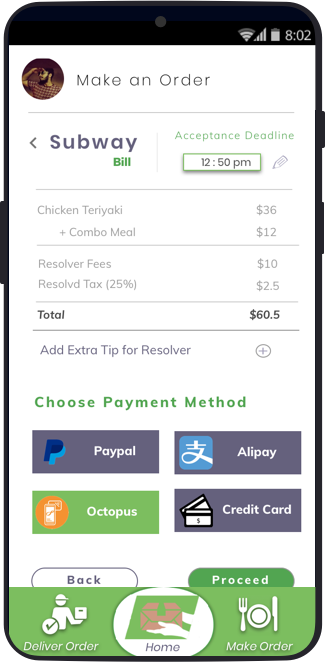 8:02
Make an Order
Subway
Bill
Acceptance Deadline
12 : 50 pm
Chicken Teriyaki $36
+ Combo Meal $12
Resolver Fees $10
Resolvd Tax (25%) $2.5
Total $60.5
Add Extra Tip for Resolver
Choose Payment Method
Paypal
支 Alipay
Octopus
$ Credit Card
Back
Proceed
Deliver Order
Home
Make Order